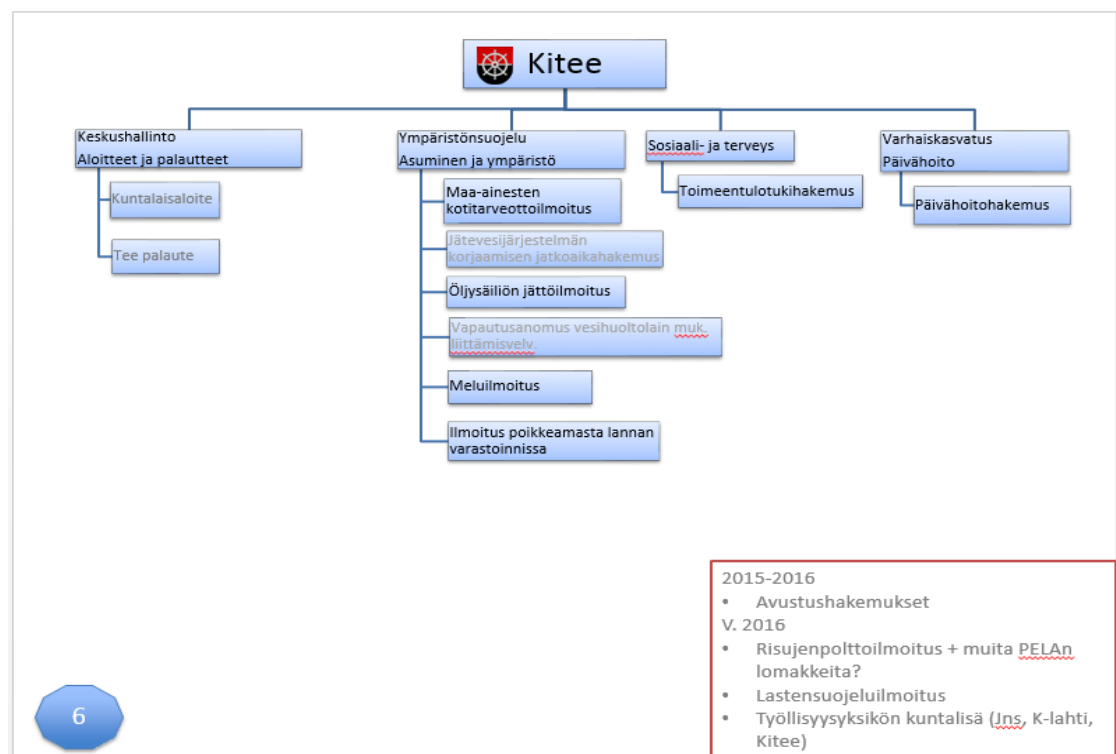 Kitee
Keskushallinto
Aloitteet ja palautteet
Kuntalaisaloite
Tee palaute
Ympäristönsuojelu
Asuminen ja ympäristö
Maa-ainesten
kotitarveottoilmoitus
Jätevesijärjestelmän
korjaamisen jatkoaikahakemus
Öljysäiliön jättöilmoitus
Vapautusanomus vesihuoltolain muk.
liittämisvelv.
Meluilmoitus
Ilmoitus poikkeamasta lannan
varastoinnissa
Sosiaali- ja terveys
Toimeentulotukihakemus
Varhaiskasvatus
Päivähoito
Päivähoitohakemus
2015-2016
• Avustushakemukset
V. 2016
• Risujenpolttoilmoitus + muita PELAn
lomakkeita?
• Lastensuojeluilmoitus
• Työllisyysyksikön kuntalisä (Jns, K-lahti,
Kitee)
6